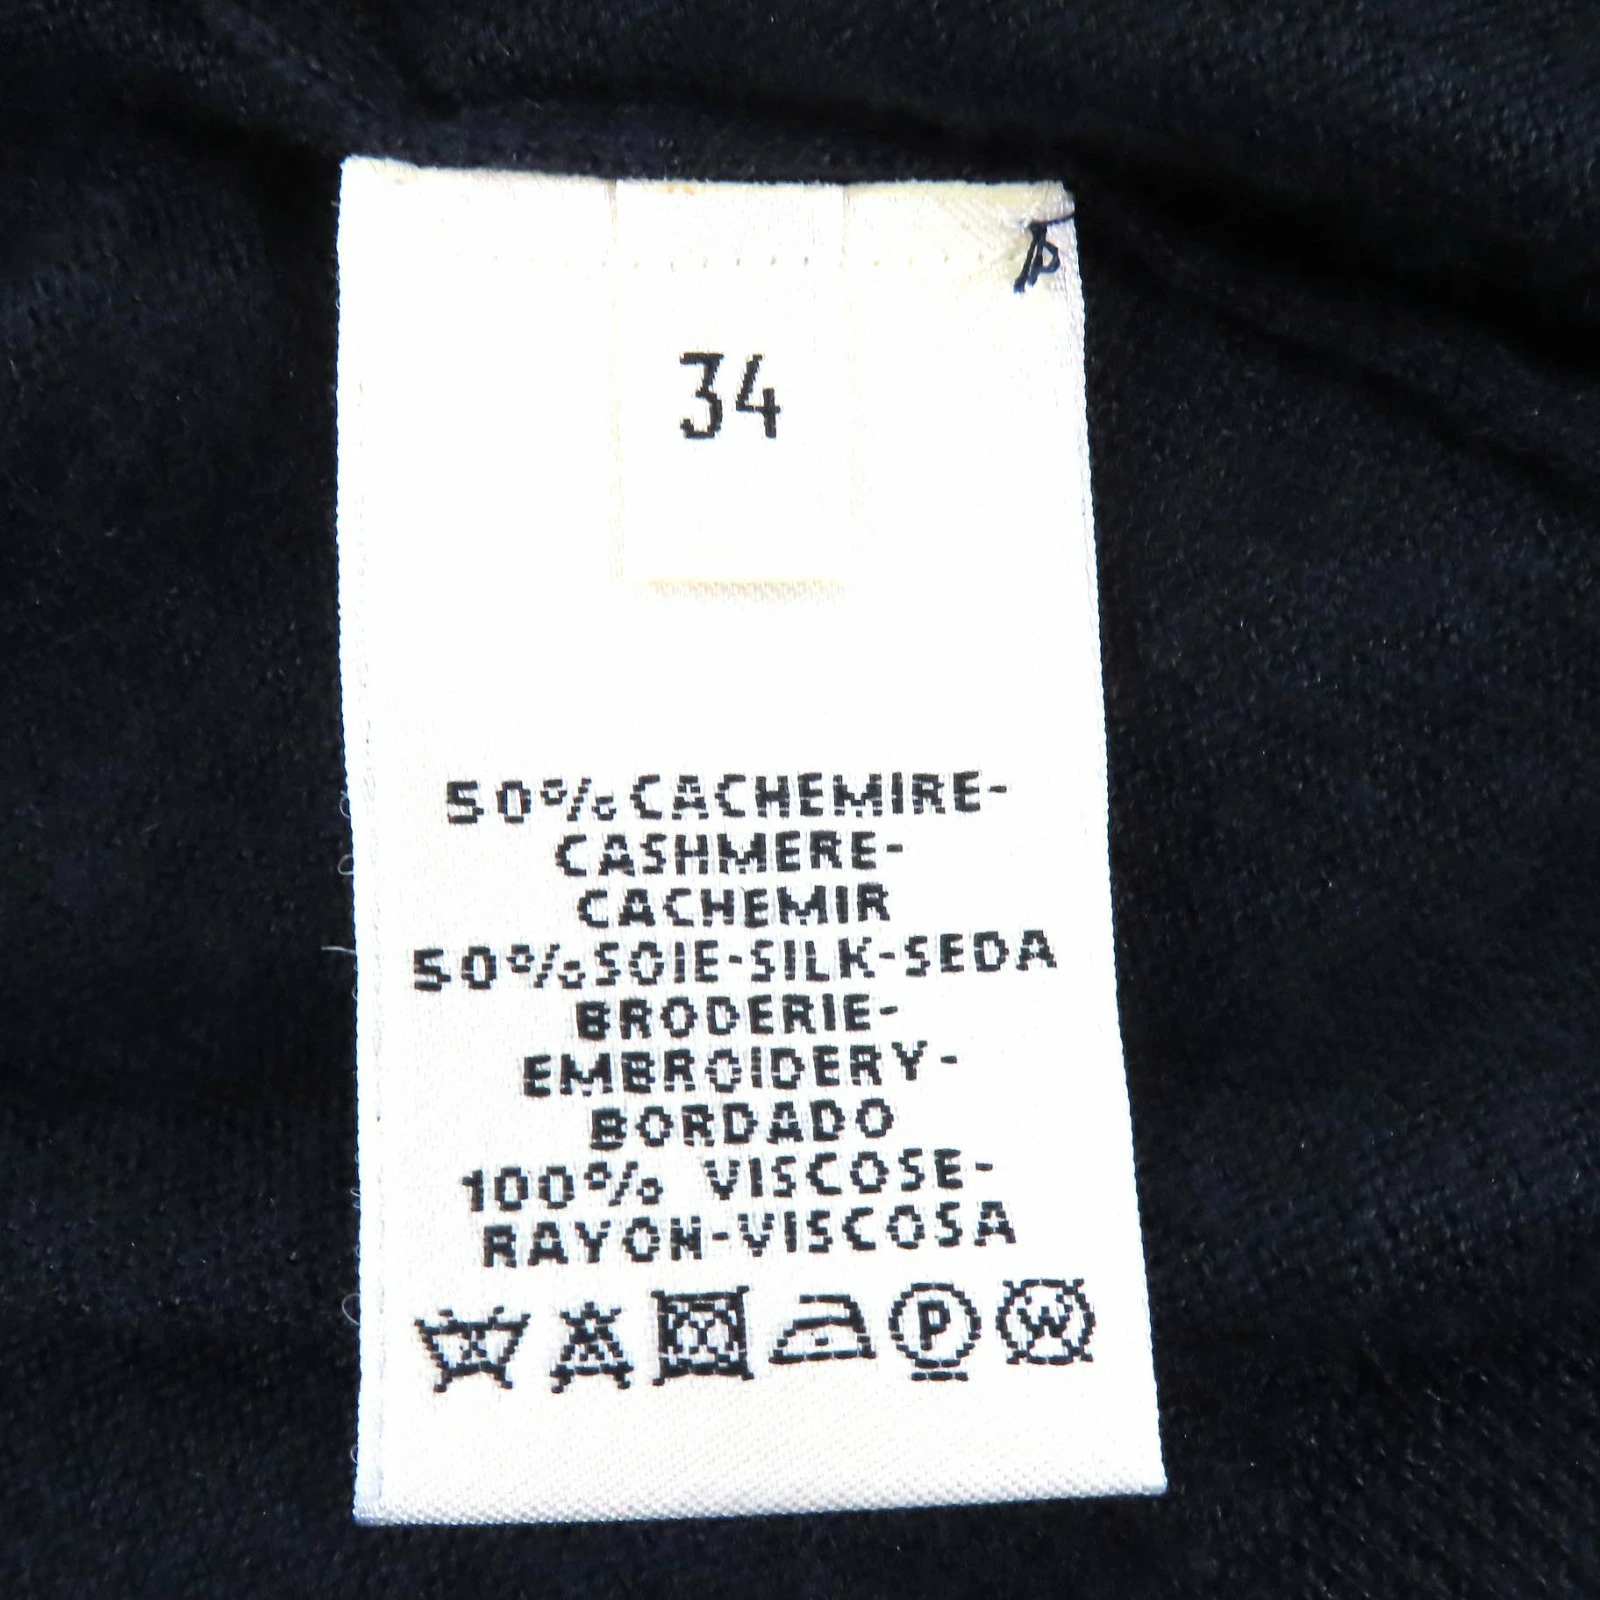 34
50% CACHEMIRE-
CASHMERE-
CACHEMIR
50% SOIE-SILK-SEDA
BRODERIE-
EMBROIDERY-
BORDADO
100% VISCOSE-
RAYON-VISCOSA
P W